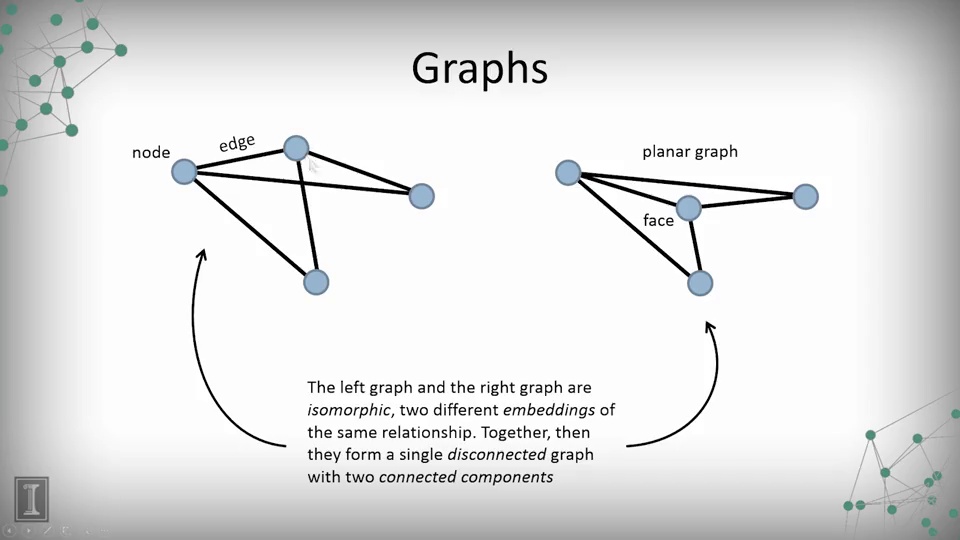 Graphs
node
edge
planar graph
face
The left graph and the right graph are
isomorphic, two different embeddings of
the same relationship. Together, then
they form a single disconnected graph
with two connected components
I